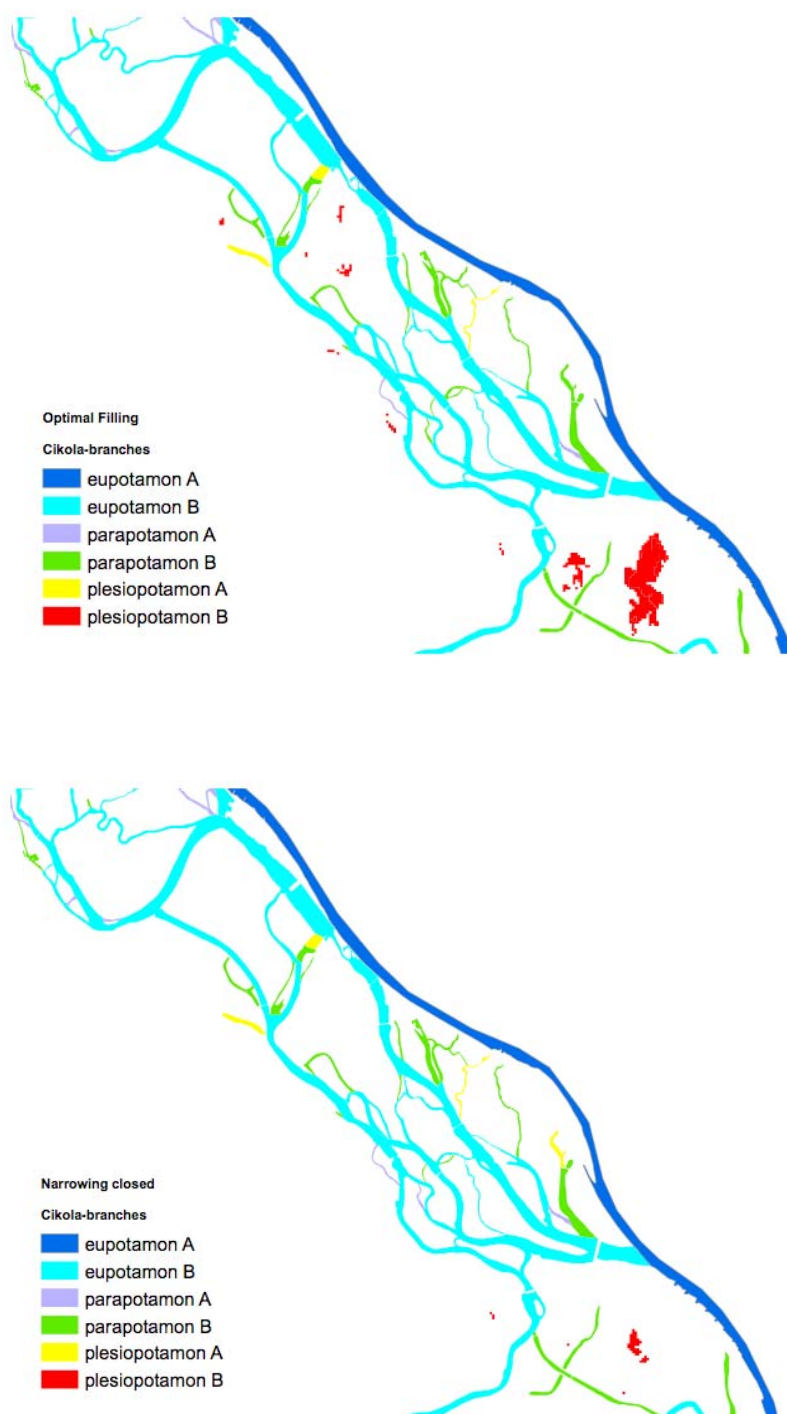 Optimal Filling
Cikola-branches
eupotamon A
eupotamon B
parapotamon A
parapotamon B
plesiopotamon A
plesiopotamon B
Narrowing closed
Cikola-branches
eupotamon A
eupotamon B
parapotamon A
parapotamon B
plesiopotamon A
plesiopotamon B